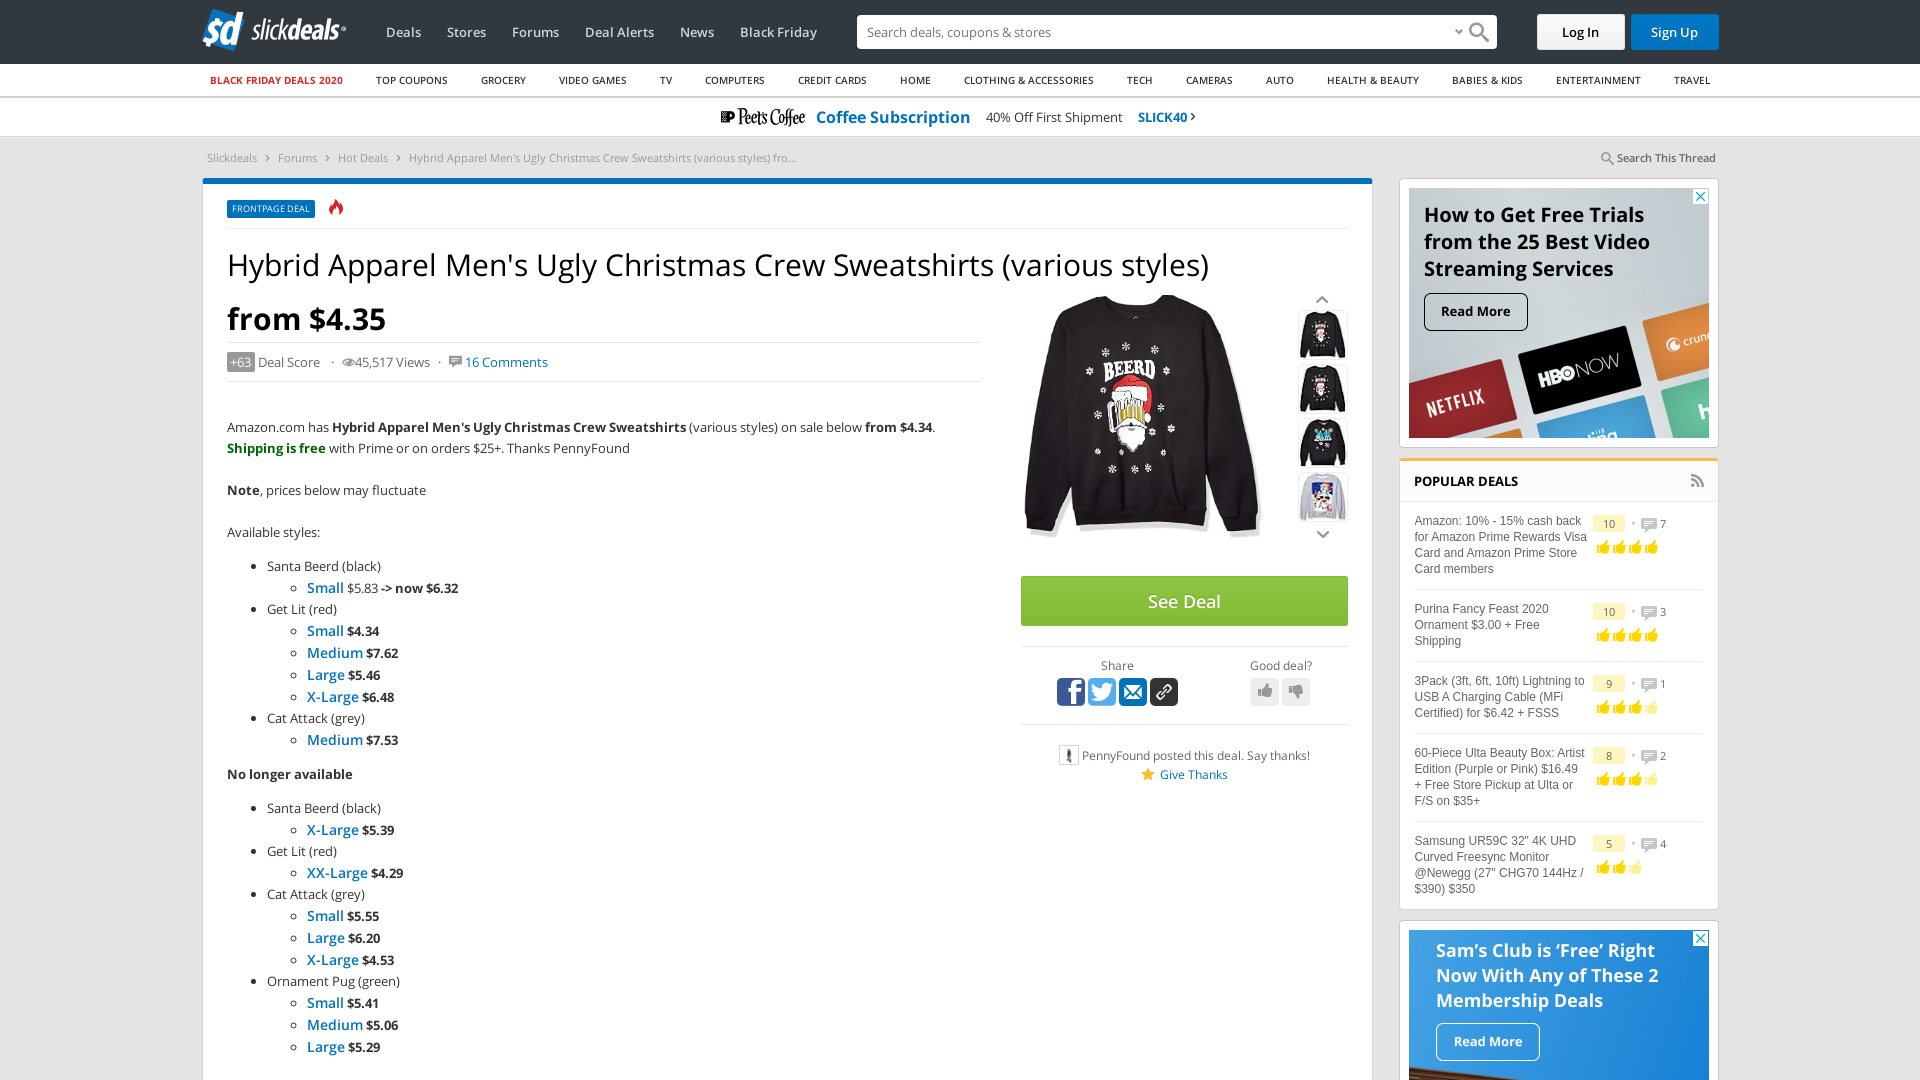 sd slickdeals
Deals
Stores
Forums
Deal Alerts
News
Black Friday
Search deals, coupons & stores
Log In
Sign Up
BLACK FRIDAY DEALS 2020
TOP COUPONS
GROCERY
VIDEO GAMES
TV
COMPUTERS
CREDIT CARDS
HOME
CLOTHING & ACCESSORIES
TECH
CAMERAS
AUTO
HEALTH & BEAUTY
BABIES & KIDS
ENTERTAINMENT
TRAVEL
Peet's Coffee Coffee Subscription 40% Off First Shipment SLICK40
Slickdeals > Forums > Hot Deals > Hybrid Apparel Men's Ugly Christmas Crew Sweatshirts (various styles) fro...
Search This Thread
FRONTPAGE DEAL
Hybrid Apparel Men's Ugly Christmas Crew Sweatshirts (various styles)
from $4.35
+63 Deal Score · 45,517 Views · 16 Comments
Amazon.com has Hybrid Apparel Men's Ugly Christmas Crew Sweatshirts (various styles) on sale below from $4.34.
Shipping is free with Prime or on orders $25+. Thanks PennyFound
Note, prices below may fluctuate
Available styles:
Santa Beerd (black)
Small $5.83 -> now $6.32
Get Lit (red)
Small $4.34
Medium $7.62
Large $5.46
X-Large $6.48
Cat Attack (grey)
Medium $7.53
No longer available
Santa Beerd (black)
X-Large $5.39
Get Lit (red)
XX-Large $4.29
Cat Attack (grey)
Small $5.55
Large $6.20
X-Large $4.53
Ornament Pug (green)
Small $5.41
Medium $5.06
Large $5.29
BEERD
See Deal
Share
Good deal?
PennyFound posted this deal. Say thanks!
Give Thanks
How to Get Free Trials
from the 25 Best Video
Streaming Services
Read More
NETFLIX
HBO NOW
crun
ling
h
POPULAR DEALS
Amazon: 10% - 15% cash back
for Amazon Prime Rewards Visa
Card and Amazon Prime Store
Card members
10 • 7
Purina Fancy Feast 2020
Ornament $3.00 + Free
Shipping
10 • 3
3Pack (3ft, 6ft, 10ft) Lightning to
USB A Charging Cable (MFi
Certified) for $6.42 + FSSS
9 • 1
60-Piece Ulta Beauty Box: Artist
Edition (Purple or Pink) $16.49
+ Free Store Pickup at Ulta or
F/S on $35+
8 • 2
Samsung UR59C 32" 4K UHD
Curved Freesync Monitor
@Newegg (27" CHG70 144Hz /
$390) $350
5 • 4
Sam's Club is 'Free' Right
Now With Any of These 2
Membership Deals
Read More